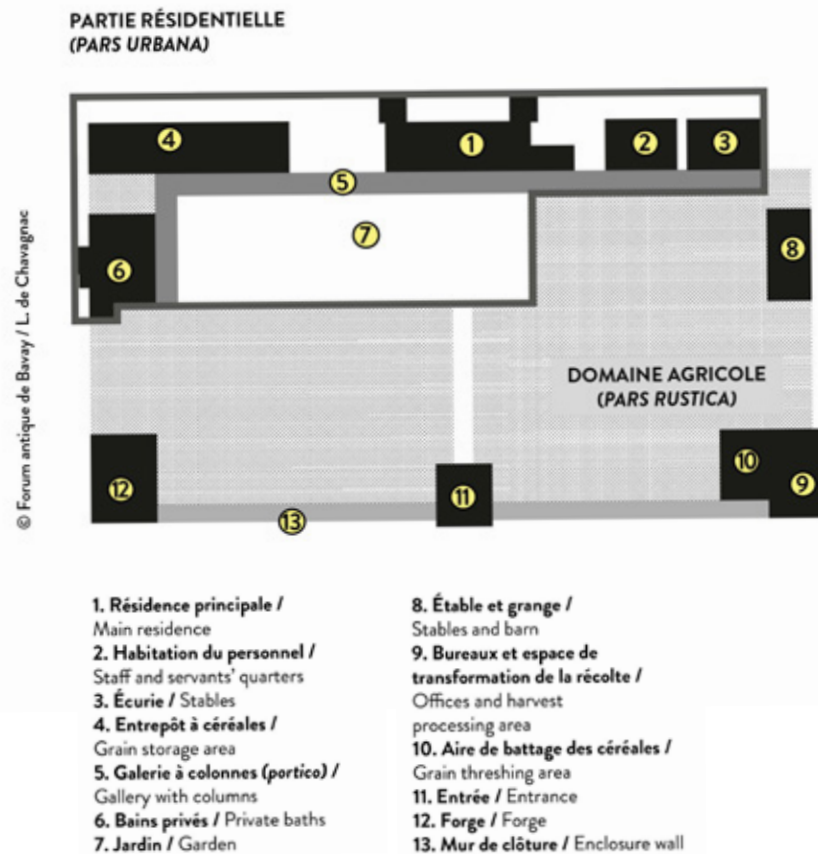 PARTIE RÉSIDENTIELLE
(PARS URBANA)
4
1
2
3
5
7
8
6
© Forum antique de Bavay / L. de Chavagnac
DOMAINE AGRICOLE
(PARS RUSTICA)
10
9
12
11
13
1. Résidence principale /
Main residence
2. Habitation du personnel /
Staff and servants' quarters
3. Écurie / Stables
4. Entrepôt à céréales /
Grain storage area
5. Galerie à colonnes (portico) /
Gallery with columns
6. Bains privés / Private baths
7. Jardin / Garden
8. Étable et grange /
Stables and barn
9. Bureaux et espace de
transformation de la récolte /
Offices and harvest
processing area
10. Aire de battage des céréales /
Grain threshing area
11. Entrée / Entrance
12. Forge / Forge
13. Mur de clôture / Enclosure wall